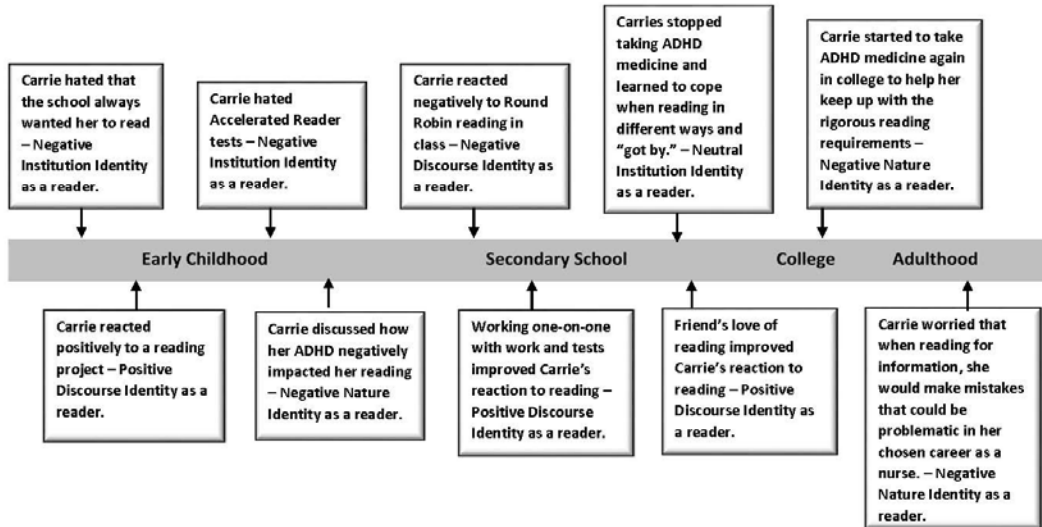 Carrie hated that
the school always
wanted her to read
– Negative
Institution Identity
as a reader.
Carrie hated
Accelerated Reader
tests – Negative
Institution Identity
as a reader.
Carrie reacted
negatively to Round
Robin reading in
class – Negative
Discourse Identity as
a reader.
Carries stopped
taking ADHD
medicine and
learned to cope
when reading in
different ways and
“got by.” – Neutral
Institution Identity
as a reader.
Carrie started to take
ADHD medicine again
in college to help her
keep up with the
rigorous reading
requirements –
Negative Nature
Identity as a reader.
Early Childhood
Secondary School
College
Adulthood
Carrie reacted
positively to a reading
project – Positive
Discourse Identity as a
reader.
Carrie discussed how
her ADHD negatively
impacted her reading
– Negative Nature
Identity as a reader.
Working one-on-one
with work and tests
improved Carrie’s
reaction to reading –
Positive Discourse
Identity as a reader.
Friend’s love of
reading improved
Carrie’s reaction to
reading – Positive
Discourse Identity as
a reader.
Carrie worried that
when reading for
information, she
would make mistakes
that could be
problematic in her
chosen career as a
nurse. – Negative
Nature Identity as a
reader.